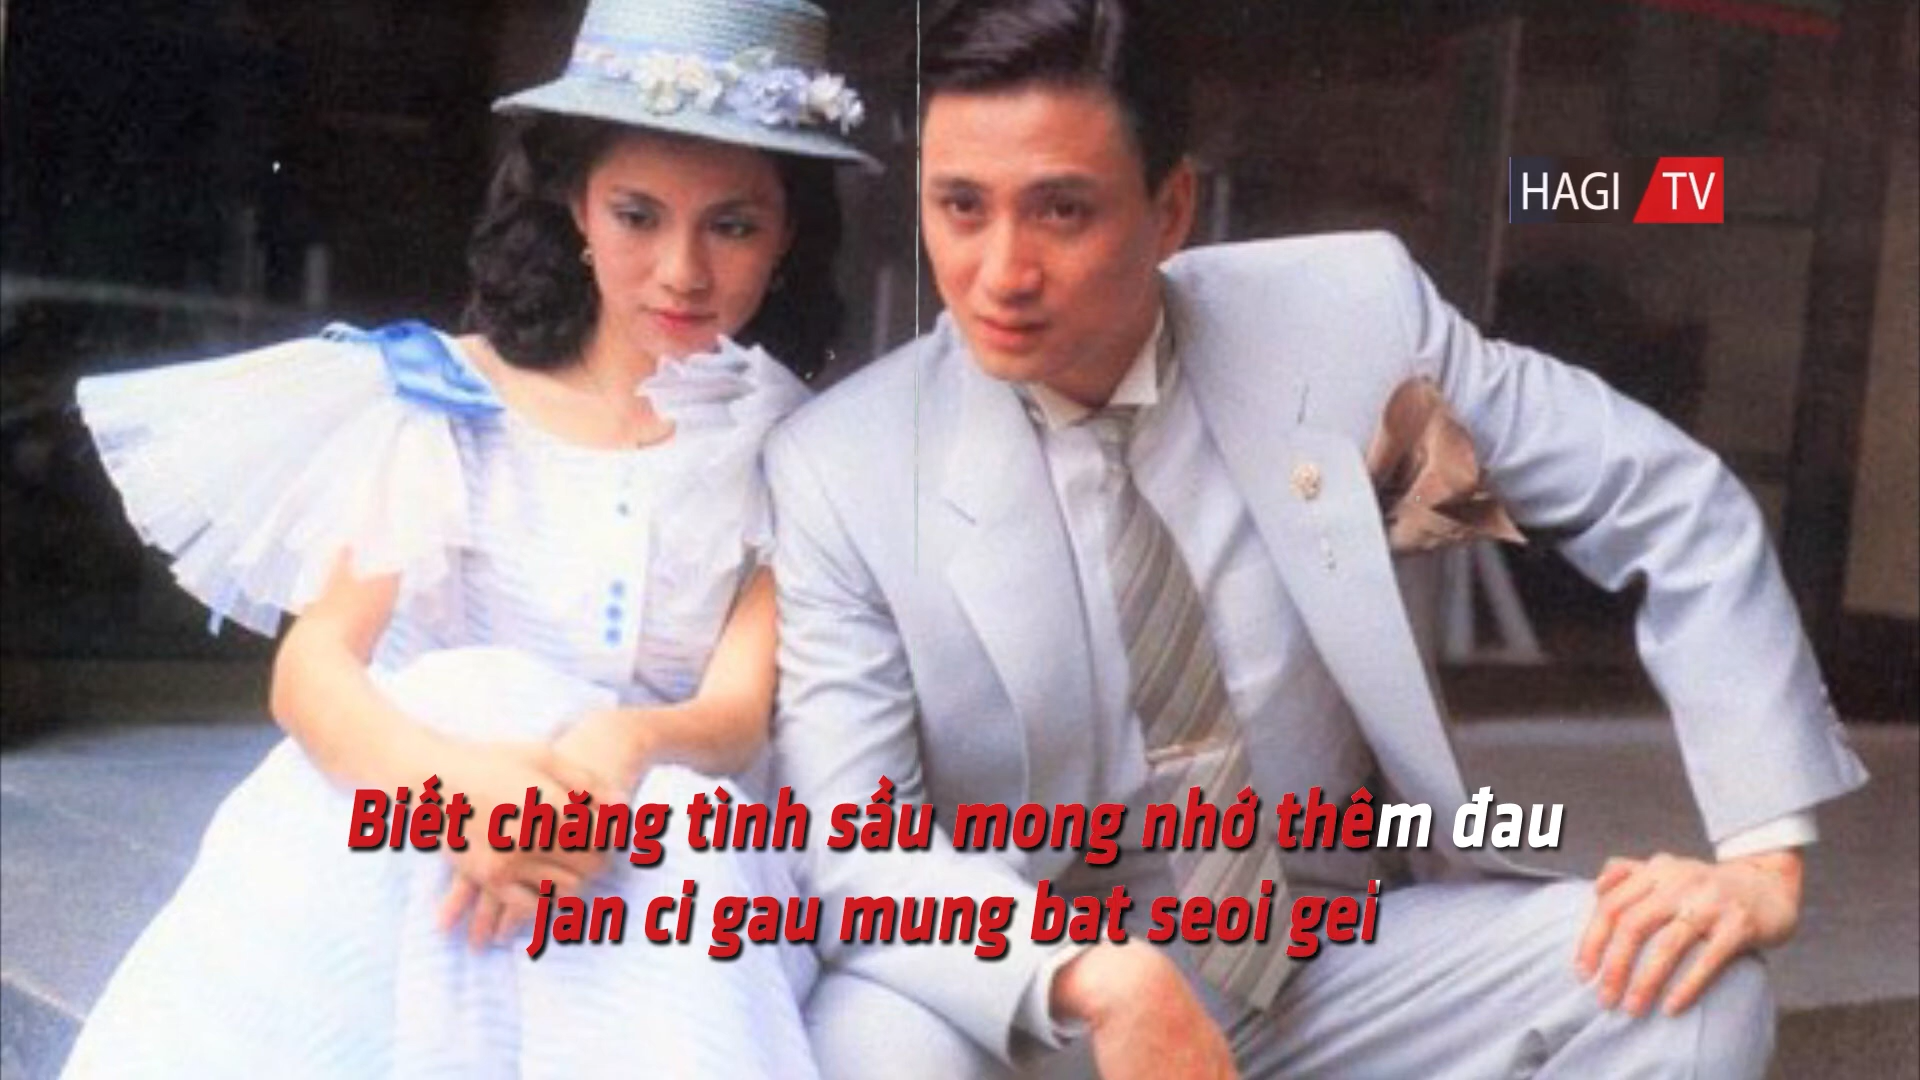 HAGI TV
Biết chăng tình sầu mong nhớ thêm đau
jan ci gau mung bat seoi gei